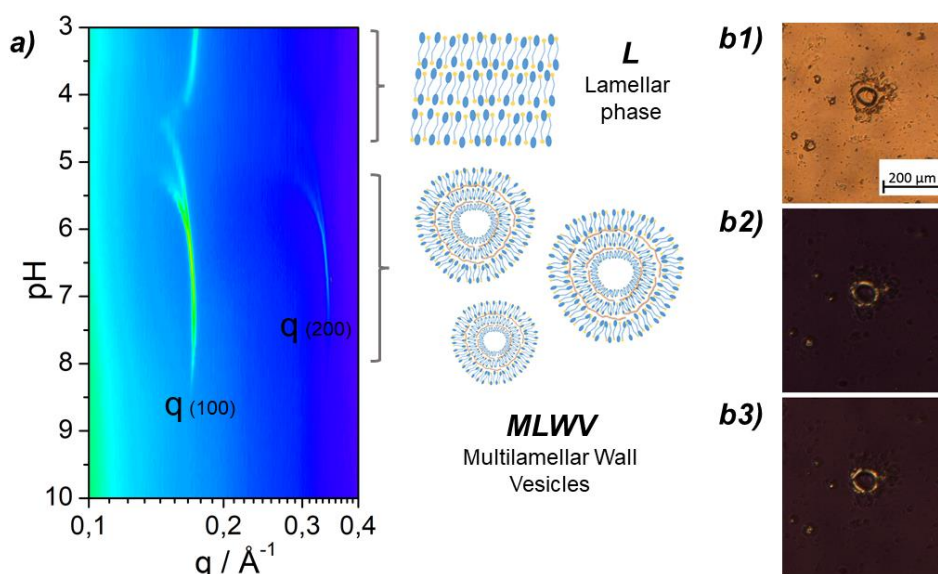 a)
3
4
5
6
7
8
9
10
pH
q (100)
q (200)
0,1
0,2
0,3
0,4
q / Å⁻¹
L
Lamellar
phase
MLWV
Multilamellar Wall
Vesicles
b1)
200 µm
b2)
b3)